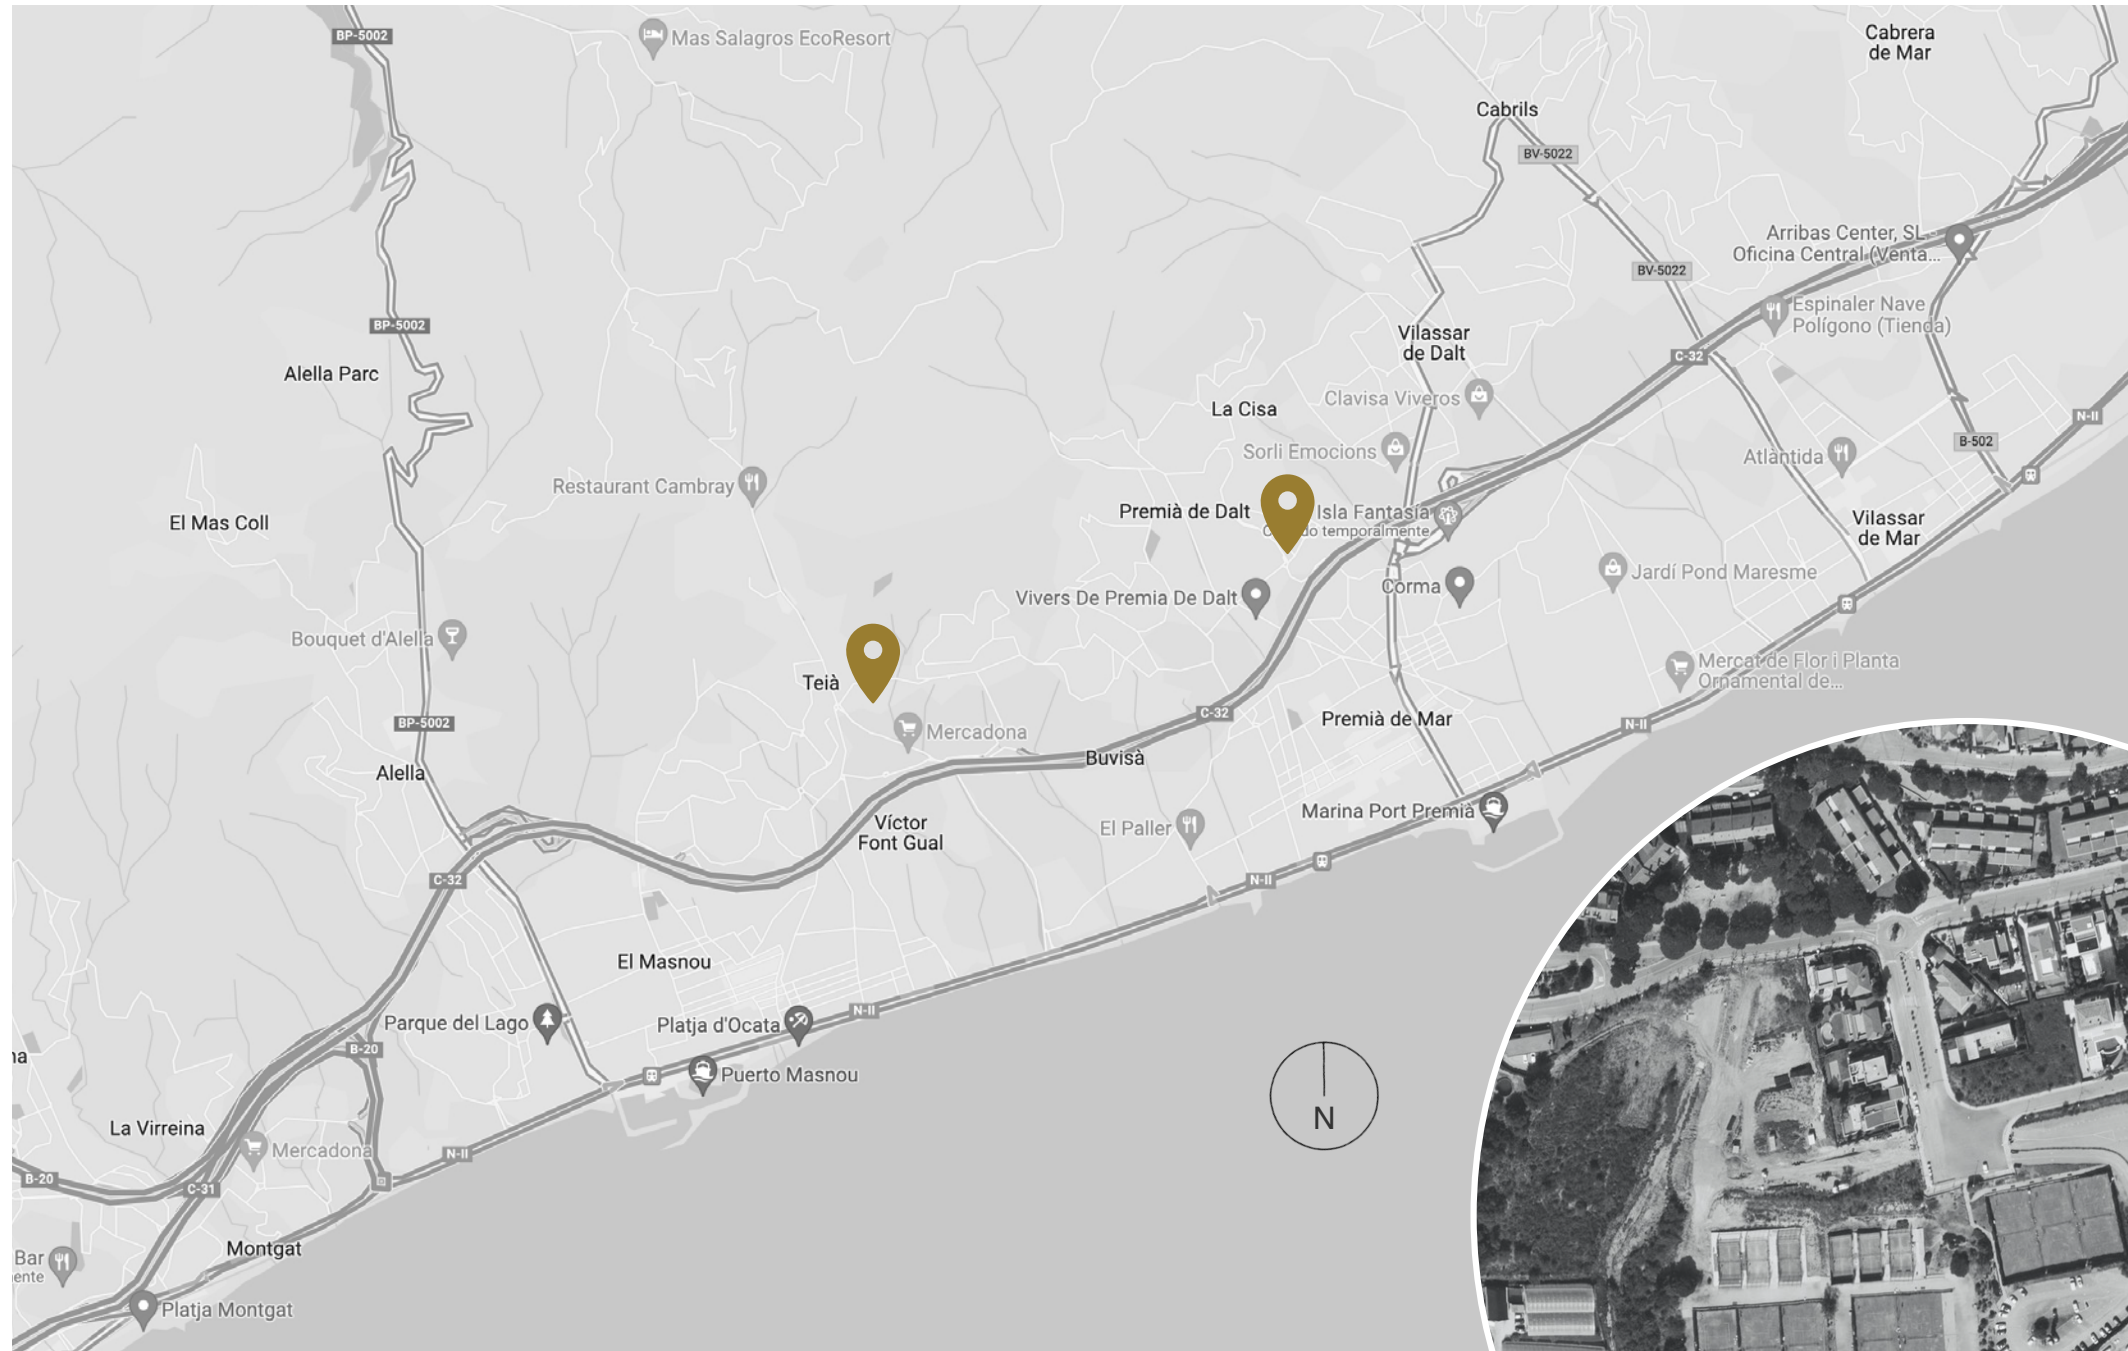 BP-5002
Mas Salagros EcoResort
Cabrera
de Mar
Cabrils
BV-5022
Arribas Center, SL -
Oficina Central (Venta...
BV-5022
Espinaler Nave
Polígono (Tienda)
BP-5002
Vilassar
de Dalt
C-32
Alella Parc
Clavisa Viveros
La Cisa
N-II
B-502
Sorli Emocions
Atlàntida
Restaurant Cambray
Premià de Dalt
Isla Fantasia
temporalmente
El Mas Coll
Vilassar
de Mar
Jardí Pond Maresme
Corma
Vivers De Premia De Dalt
Bouquet d'Alella
Mercat de Flor i Planta
Ornamental de...
Teià
C-32
Premià de Mar
N-II
BP-5002
Mercadona
Buvisà
Alella
Marina Port Premià
Víctor
Font Gual
El Paller
C-32
N-II
El Masnou
N-II
Parque del Lago
Platja d'Ocata
B-20
na
Puerto Masnou
N
La Virreina
Mercadona
N-II
B-20
C-31
Montgat
Bar
ente
Platja Montgat